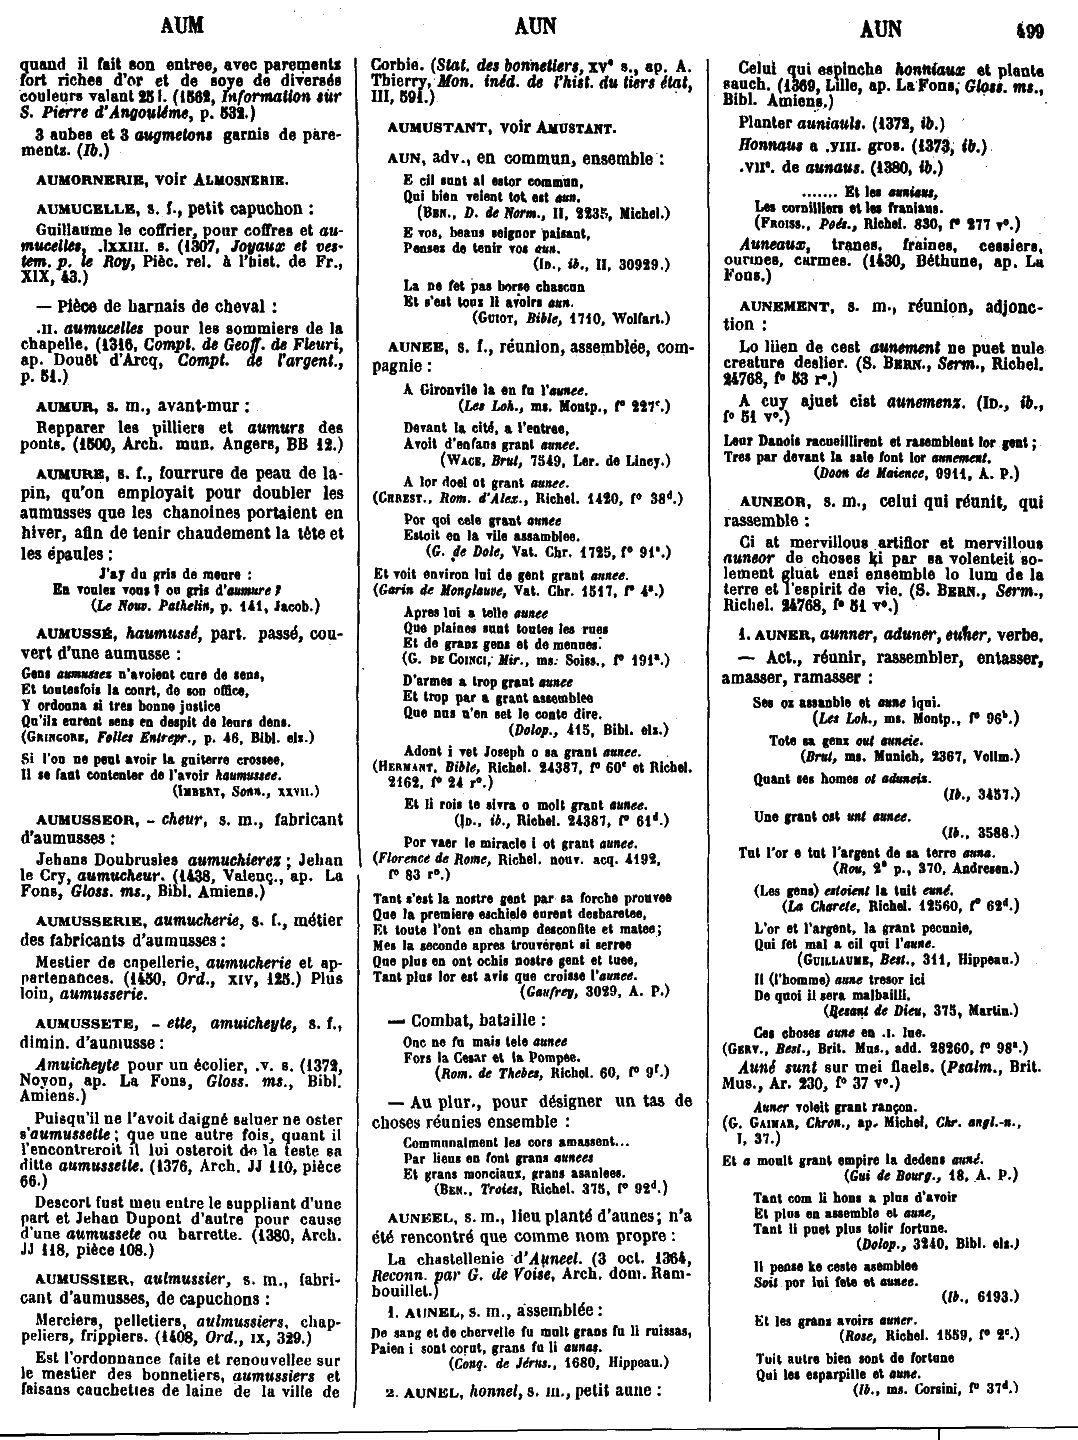 AUM
AUN
AUN
499
quand il fait son entree, avec parements
fort riches d'or et de soye de diversés
couleurs valant 25 l. (1562, Information sur
S. Pierre d'Angouléme, p. 532.)
3 aubes et 3 augmetons garnis de pare-
mentz. (Ib.)
AUMORNERIE, voir ALMOSNERIE.
AUMUCELLE, s. f., petit capuchon :
Guillaume le coffrier, pour coffres et au-
mucelles, .lxxIII. s. (1307, Joyaux et ves-
tem. p. le Roy, Pièc. rel. à l'hist. de Fr.,
XIX, 43.)
— Pièce de harnais de cheval :
.II. aumucelles pour les sommiers de la
chapelle. (1316, Compt. de Geoff. de Fleuri,
ap. Douët d'Arcq, Compt. de l'argent.,
p. 51.)
AUMUR, s. m., avant-mur :
Repparer les pilliers et aumurs des
ponts. (1500, Arch. mun. Angers, BB 12.)
AUMURE, s. f., fourrure de peau de la-
pin, qu'on employait pour doubler les
aumusses que les chanoines portaient en
hiver, afin de tenir chaudement la tête et
les épaules :
J'ay du gris de meure :
En voules vous ? ou gris d'aumure ?
(Le Nouv. Pathelin, p. 141, Jacob.)
AUMUSSÉ, haumussé, part. passé, cou-
vert d'une aumusse :
Gens aumussez n'avoient cure de sens,
Et toutesfois la court, de son office,
Y ordonna si tres bonne justice
Qu'ilz eurent sens en despit de leurs dens.
(GRINGORE, Folles Entrepr., p. 46, Bibl. elz.)
Si l'on ne peut avoir la guiterre crossee,
Il se faut contenter de l'avoir haumussee.
(IMBERT, Sonn., XXVII.)
AUMUSSEOR, - cheur, s. m., fabricant
d'aumusses :
Jehans Doubrusles aumuchierez ; Jehan
le Cry, aumucheur. (1438, Valenç., ap. La
Fons, Gloss. ms., Bibl. Amiens.)
AUMUSSERIE, aumucherie, s. f., métier
des fabricants d'aumusses :
Mestier de capellerie, aumucherie et ap-
partenances. (1450, Ord., XIV, 125.) Plus
loin, aumusserie.
AUMUSSETE, - ette, amuicheyte, s. f.,
dimin. d'aumusse :
Amuicheyte pour un écolier, .v. s. (1372,
Noyon, ap. La Fons, Gloss. ms., Bibl.
Amiens.)
Puisqu'il ne l'avoit daigné saluer ne oster
s'aumussette ; que une autre fois, quant il
l'encontreroit il lui osteroit de la teste sa
ditte aumussette. (1376, Arch. JJ 110, pièce
66.)
Descort fust meu entre le suppliant d'une
part et Jehan Dupont d'autre pour cause
d'une aumussete ou barrette. (1380, Arch.
JJ 118, pièce 108.)
AUMUSSIER, aulmussier, s. m., fabri-
cant d'aumusses, de capuchons :
Merciers, pelletiers, aulmussiers, chap-
peliers, frippiers. (1408, Ord., IX, 329.)
Est l'ordonnance faite et renouvellee sur
le mestier des bonnetiers, aumussiers et
faisans cauchetles de laine de la ville de
Corbie. (Stat. des bonnetiers, XVe s., ap. A.
Thierry, Mon. inéd. de l'hist. du tiers état,
III, 591.)
AUMUSTANT, voir AMUSTANT.
AUN, adv., en commun, ensemble :
E cil sunt al estor commun,
Qui bien veient tot est aun.
(BEN., D. de Norm., II, 2235, Michel.)
E vos, beaus seignor paisant,
Pensez de tenir vos aun.
(ID., ib., II, 30929.)
La ne fet pas borse chascun
Et s'est touz li avoirs aun.
(GUIOT, Bible, 1710, Wolfart.)
AUNEE, s. f., réunion, assemblée, com-
pagnie :
A Gironvile la en fu l'aunee.
(Les Loh., ms. Montp., fo 227c.)
Devant la cité, a l'entree,
Avoit d'enfans grant aunee.
(WACE, Brut, 7549, Ler. de Lincy.)
A lor doel ot grant aunee.
(CHREST., Rom. d'Alex., Richel. 1420, fo 38d.)
Por qoi cele grant aunee
Estoit en la vile assamblee.
(G. de Dole, Vat. Chr. 1725, fo 91a.)
Et voit environ lui de gent grant aunee.
(Garin de Monglauve, Vat. Chr. 1517, fo 4a.)
Apres lui a telle aunee
Que plaines sunt toutes les rues
Et de granz gens et de menues.
(G. DE COINCI, Mir., ms. Soiss., fo 191a.)
D'armes a trop grant aunee
Et trop par a grant assemblee
Que nus n'en set le conte dire.
(Dolop., 415, Bibl. elz.)
Adont i vet Joseph o sa grant aunee.
(HERMANT, Bible, Richel. 24387, fo 60c et Richel.
2162, fo 24 ro.)
Et li rois te sivra o molt grant aunee.
(ID., ib., Richel. 24387, fo 61d.)
Por vaer le miracle i ot grant aunee.
(Florence de Rome, Richel. nouv. acq. 4192,
fo 83 ro.)
Tant s'est la nostre gent par sa forche prouvee
Que la premiere eschiele eurent desbaretee,
Et toute l'ont en champ desconfite et matee;
Mes la seconde apres trouvèrent si serree
Que plus en ont ochis nostre gent et tuee,
Tant plus lor est avis que croisse l'aunee.
(Gaufrey, 3029, A. P.)
— Combat, bataille :
Onc ne fu mais tele aunee
Fors la Cesar et la Pompee.
(Rom. de Thebes, Richel. 60, fo 9f.)
— Au plur., pour désigner un tas de
choses réunies ensemble :
Communalment les cors amassent...
Par lieus en font grans aunees
Et grans monciaux, grans asanlees.
(BEN., Troies, Richel. 375, fo 92d.)
AUNEEL, s. m., lieu planté d'aunes; n'a
été rencontré que comme nom propre :
La chastellenie d'Auneel. (3 oct. 1364,
Reconn. par G. de Voise, Arch. dom. Ram-
bouillet.)
1. AUNEL, s. m., assemblée :
De sang et de chervelle fu mult grans fu li ruissas,
Paien i sont corut, grans fu li aunas.
(Conq. de Jérus., 1680, Hippeau.)
2. AUNEL, honnel, s. m., petit aune :
Celui qui espinche honniaux et plante
sauch. (1369, Lille, ap. La Fons, Gloss. ms.,
Bibl. Amiens.)
Planter auniauls. (1372, ib.)
Honnaus a .VIII. gros. (1373, ib.)
.VIIc. de aunaus. (1380, ib.)
....... Et les auniaus,
Les cornilliers et les franiaus.
(FROISS., Poés., Richel. 830, fo 277 vo.)
Auneaux, tranes, fraines, cessiers,
ourmes, carmes. (1430, Béthune, ap. La
Fons.)
AUNEMENT, s. m., réunion, adjonc-
tion :
Lo liien de cest aunement ne puet nule
creature deslier. (S. BERN., Serm., Richel.
24768, fo 53 ro.)
A cuy ajuet cist aunemenz. (ID., ib.,
fo 51 vo.)
Leur Danois racueillirent et rasemblent lor gent ;
Tres par devant la sale font lor aunement.
(Doon de Maience, 9911, A. P.)
AUNEOR, s. m., celui qui réunit, qui
rassemble :
Ci at mervillous artifior et mervillous
auneor de choses ki par sa volenteit so-
lement gluat ensi ensemble lo lum de la
terre et l'espirit de vie. (S. BERN., Serm.,
Richel. 24768, fo 51 vo.)
1. AUNER, aunner, aduner, euner, verbe.
— Act., réunir, rassembler, entasser,
amasser, ramasser :
Ses oz assanble et aune iqui.
(Les Loh., ms. Montp., fo 96b.)
Tote sa genz out auneie.
(Brut, ms. Munich, 2367, Vollm.)
Quant ses homes ot aduneiz.
(Ib., 3457.)
Une grant ost unt aunee.
(Ib., 3588.)
Tut l'or e tut l'argent de sa terre auna.
(Rou, 2e p., 370, Andresen.)
(Les gens) estoient la tuit euné.
(La Charete, Richel. 12560, fo 62d.)
L'or et l'argent, la grant pecunie,
Qui fet mal a cil qui l'aune.
(GUILLAUME, Best., 311, Hippeau.)
Il (l'homme) aune tresor ici
De quoi il sera malbailli.
(Besant de Dieu, 375, Martin.)
Ces choses aune en .I. lue.
(GERV., Best., Brit. Mus., add. 28260, fo 98a.)
Auné sunt sur mei flaels. (Psalm., Brit.
Mus., Ar. 230, fo 37 vo.)
Auner voleit grant rançon.
(G. GAIMAR, Chron., ap. Michel, Chr. angl.-n.,
I, 37.)
Et a moult grant empire la dedens auné.
(Gui de Bourg., 18, A. P.)
Tant com li hons a plus d'avoir
Et plus en assemble et aune,
Tant li puet plus tolir fortune.
(Dolop., 3240, Bibl. elz.)
Il pense ke ceste asemblee
Soit por lui fete et aunee.
(Ib., 6193.)
Et les grans avoirs auner.
(Rose, Richel. 1559, fo 2c.)
Tuit autre bien sont de fortune
Qui les esparpille et aune.
(Ib., ms. Corsini, fo 37d.)